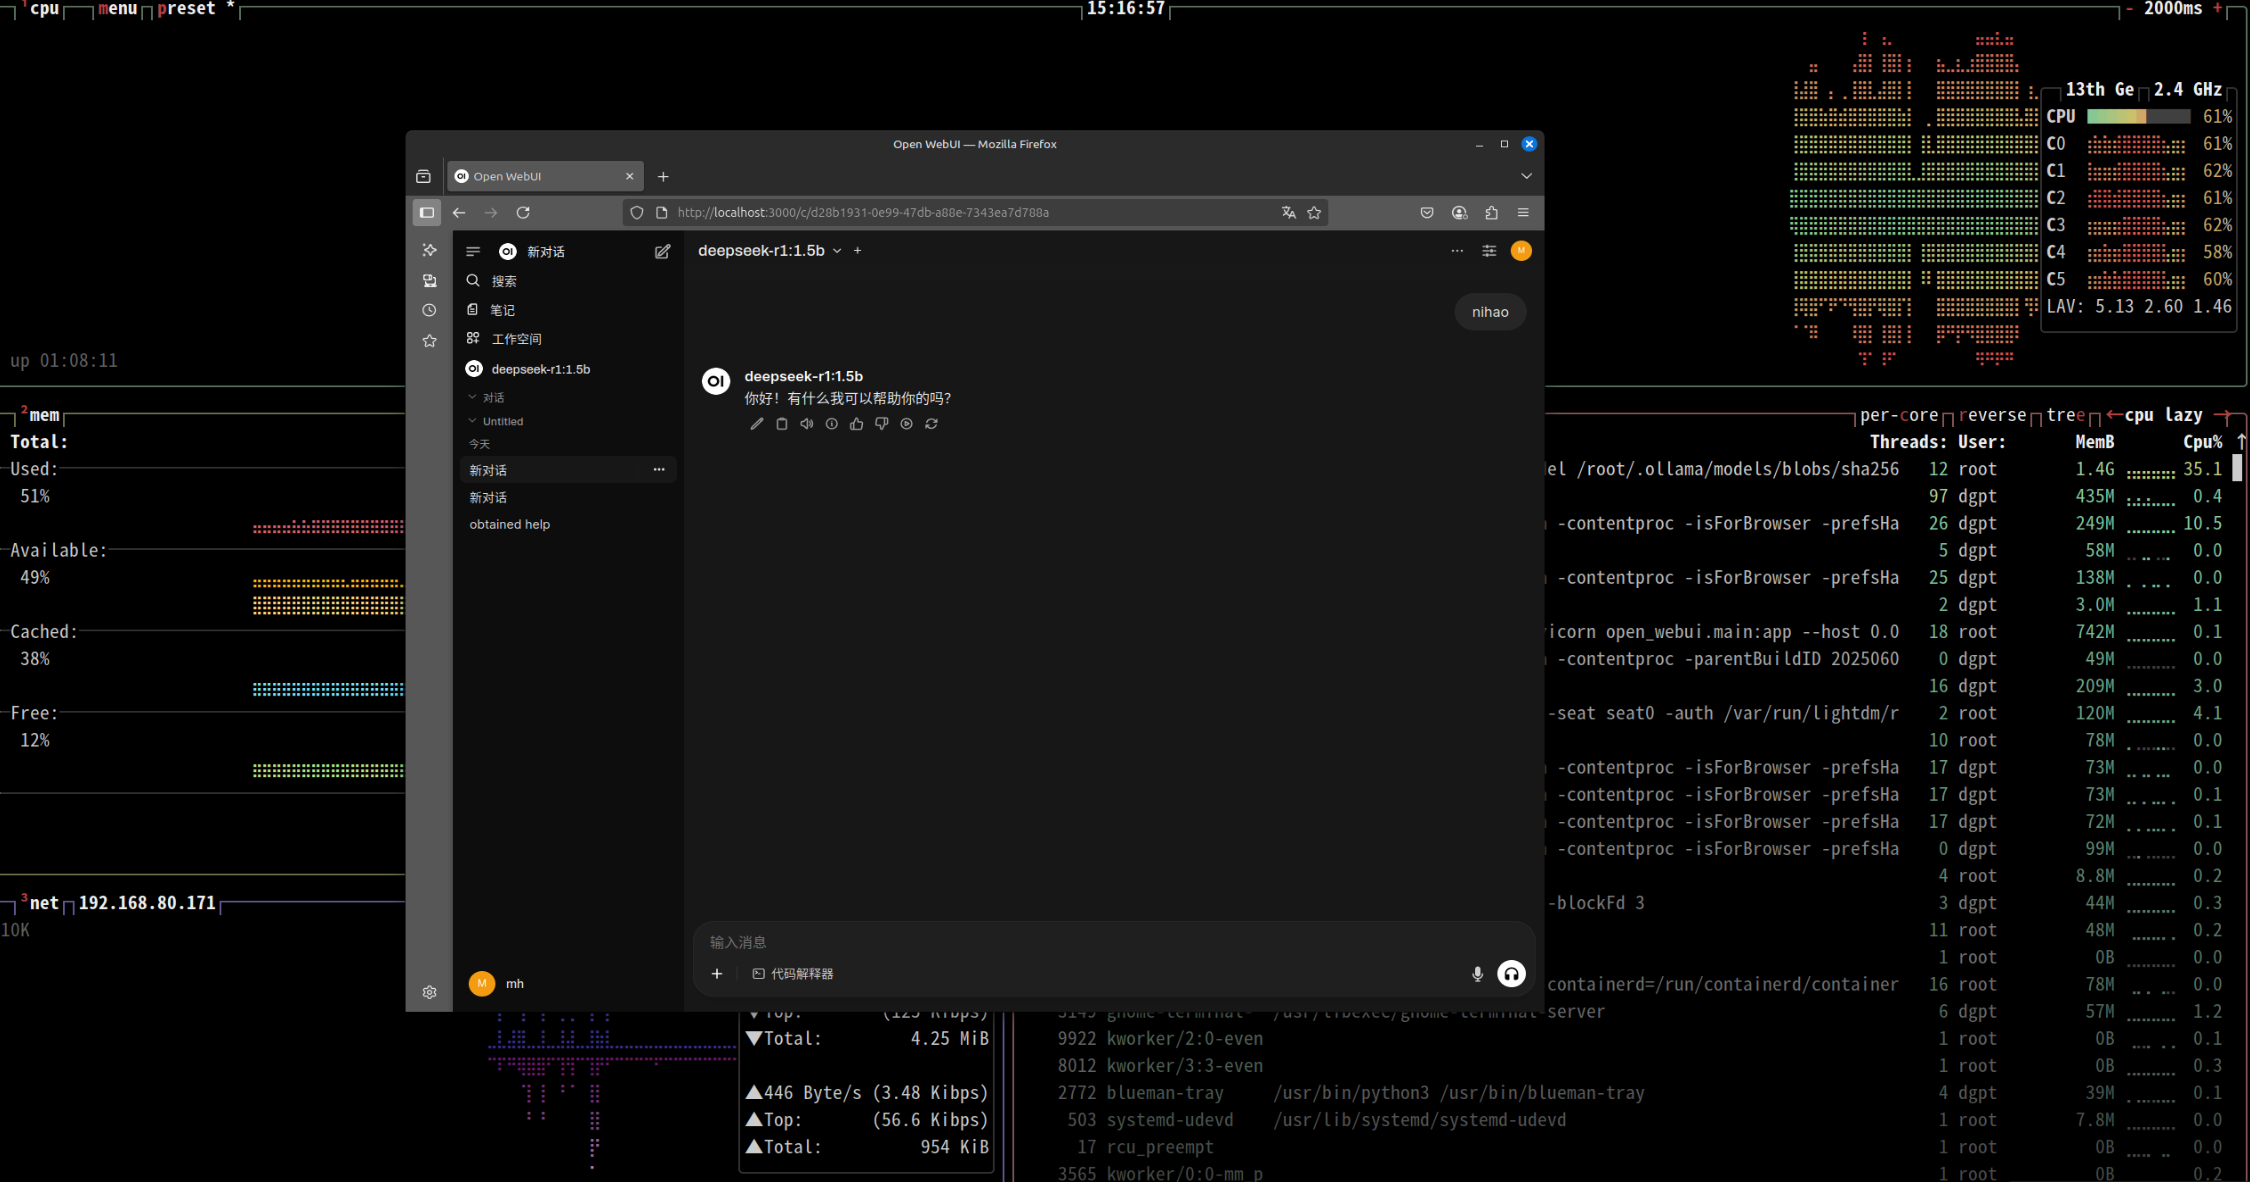 1cpu menu preset * 15:16:57 - 2000ms +
13th Ge 2.4 GHz
CPU 61%
C0 61%
C1 62%
C2 61%
C3 62%
C4 58%
C5 60%
LAV: 5.13 2.60 1.46
up 01:08:11
2mem
Total:
Used:
51%
Available:
49%
Cached:
38%
Free:
12%
3net 192.168.80.171
10K
Open WebUI — Mozilla Firefox
Open WebUI
http://localhost:3000/c/d28b1931-0e99-47db-a88e-7343ea7d788a
OI 新对话
搜索
笔记
工作空间
OI deepseek-r1:1.5b
对话
Untitled
今天
新对话
新对话
obtained help
M mh
deepseek-r1:1.5b
M
nihao
OI deepseek-r1:1.5b
你好！有什么我可以帮助你的吗？
输入消息
代码解释器
per-core reverse tree ← cpu lazy →
Threads: User: MemB Cpu% ↑
el /root/.ollama/models/blobs/sha256 12 root 1.4G 35.1
97 dgpt 435M 0.4
-contentproc -isForBrowser -prefsHa 26 dgpt 249M 10.5
5 dgpt 58M 0.0
-contentproc -isForBrowser -prefsHa 25 dgpt 138M 0.0
2 dgpt 3.0M 1.1
icorn open_webui.main:app --host 0.0 18 root 742M 0.1
-contentproc -parentBuildID 2025060 0 dgpt 49M 0.0
16 dgpt 209M 3.0
-seat seat0 -auth /var/run/lightdm/r 2 root 120M 4.1
10 root 78M 0.0
-contentproc -isForBrowser -prefsHa 17 dgpt 73M 0.0
-contentproc -isForBrowser -prefsHa 17 dgpt 73M 0.1
-contentproc -isForBrowser -prefsHa 17 dgpt 72M 0.1
-contentproc -isForBrowser -prefsHa 0 dgpt 99M 0.0
4 root 8.8M 0.2
-blockFd 3 3 dgpt 44M 0.3
11 root 48M 0.2
1 root 0B 0.0
containerd=/run/containerd/container 16 root 78M 0.0
3149 gnome-terminal- /usr/libexec/gnome-terminal-server 6 dgpt 57M 1.2
9922 kworker/2:0-even 1 root 0B 0.1
8012 kworker/3:3-even 1 root 0B 0.3
2772 blueman-tray /usr/bin/python3 /usr/bin/blueman-tray 4 dgpt 39M 0.1
503 systemd-udevd /usr/lib/systemd/systemd-udevd 1 root 7.8M 0.0
17 rcu_preempt 1 root 0B 0.0
3565 kworker/0:0-mm_p 1 root 0B 0.2
▼Top: (125 Kibps)
▼Total: 4.25 MiB
▲446 Byte/s (3.48 Kibps)
▲Top: (56.6 Kibps)
▲Total: 954 KiB